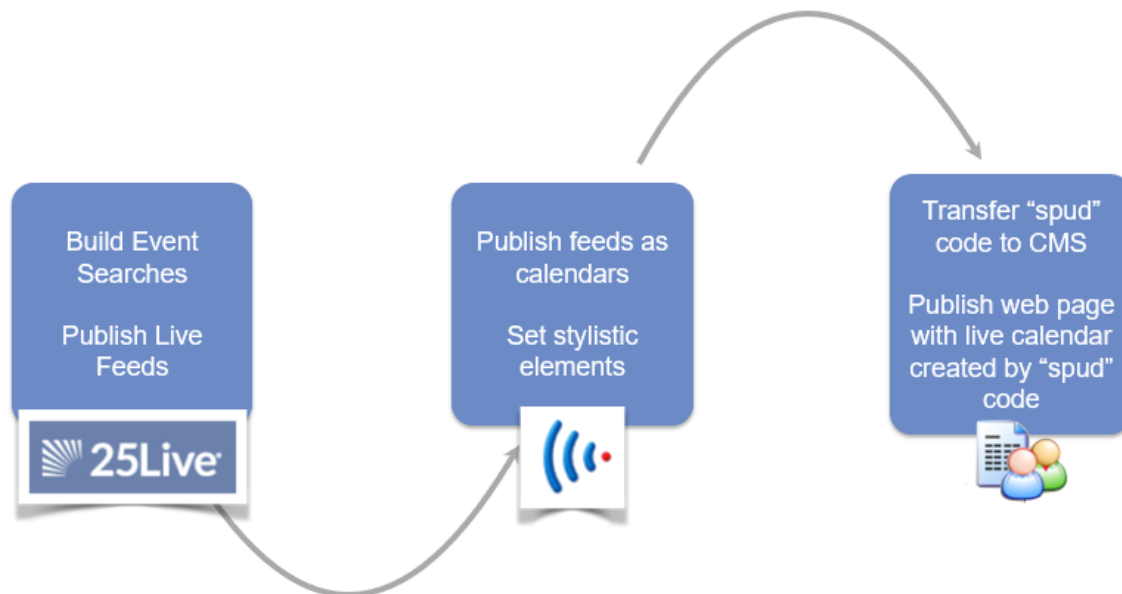 Build Event
Searches
Publish Live
Feeds
25Live
Publish feeds as
calendars
Set stylistic
elements
Transfer “spud”
code to CMS
Publish web page
with live calendar
created by “spud”
code